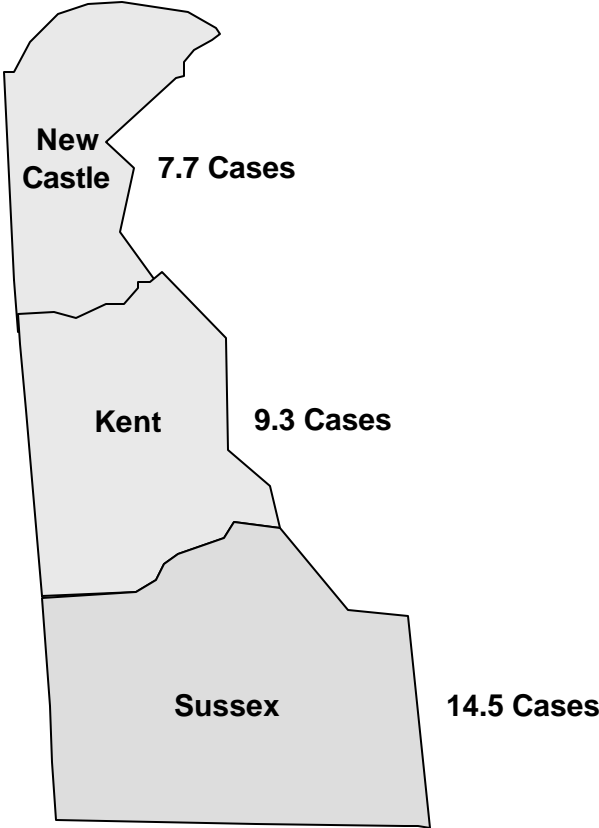 New
Castle
7.7 Cases
Kent
9.3 Cases
Sussex
14.5 Cases